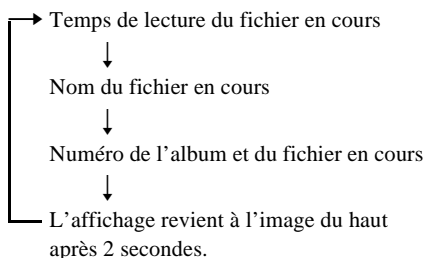 Temps de lecture du fichier en cours
Nom du fichier en cours
Numéro de l’album et du fichier en cours
L’affichage revient à l’image du haut
après 2 secondes.